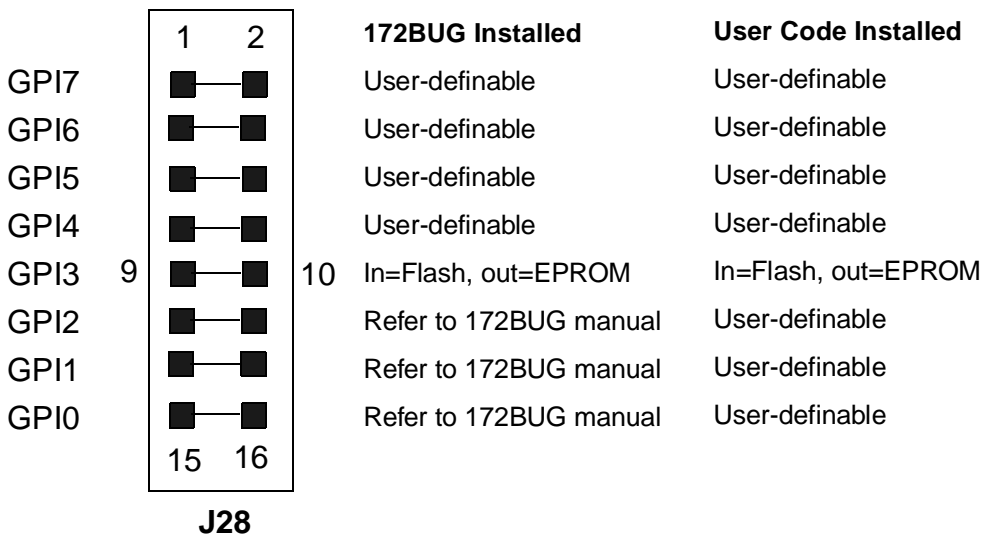 1 2 172BUG Installed User Code Installed
GPI7 User-definable User-definable
GPI6 User-definable User-definable
GPI5 User-definable User-definable
GPI4 User-definable User-definable
GPI3 9 10 In=Flash, out=EPROM In=Flash, out=EPROM
GPI2 Refer to 172BUG manual User-definable
GPI1 Refer to 172BUG manual User-definable
GPI0 Refer to 172BUG manual User-definable
15 16
J28